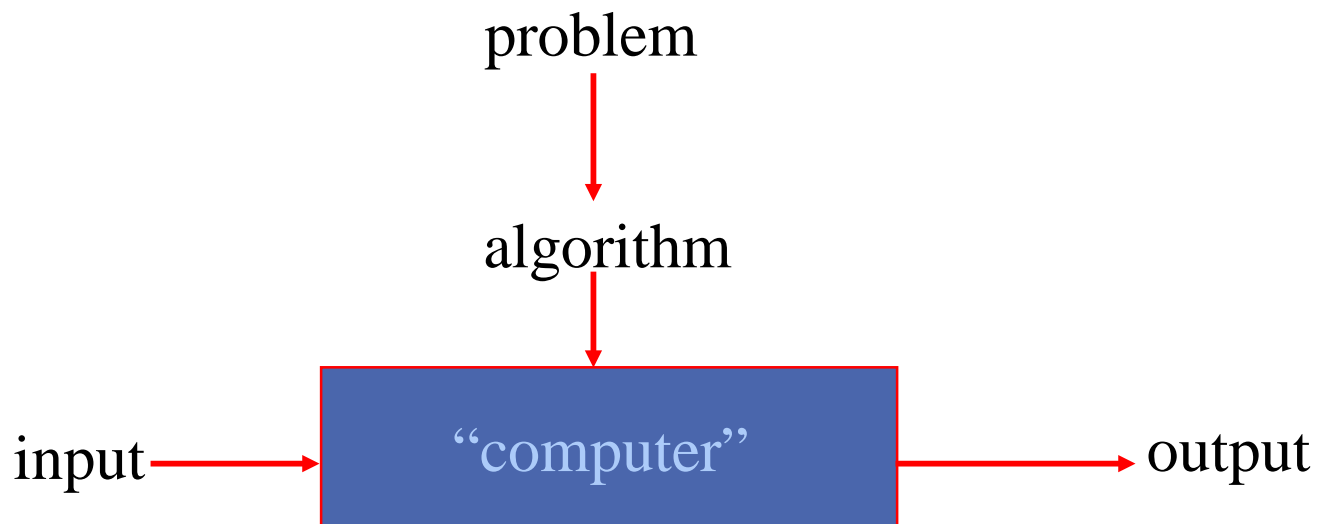 problem
algorithm
input
“computer”
output